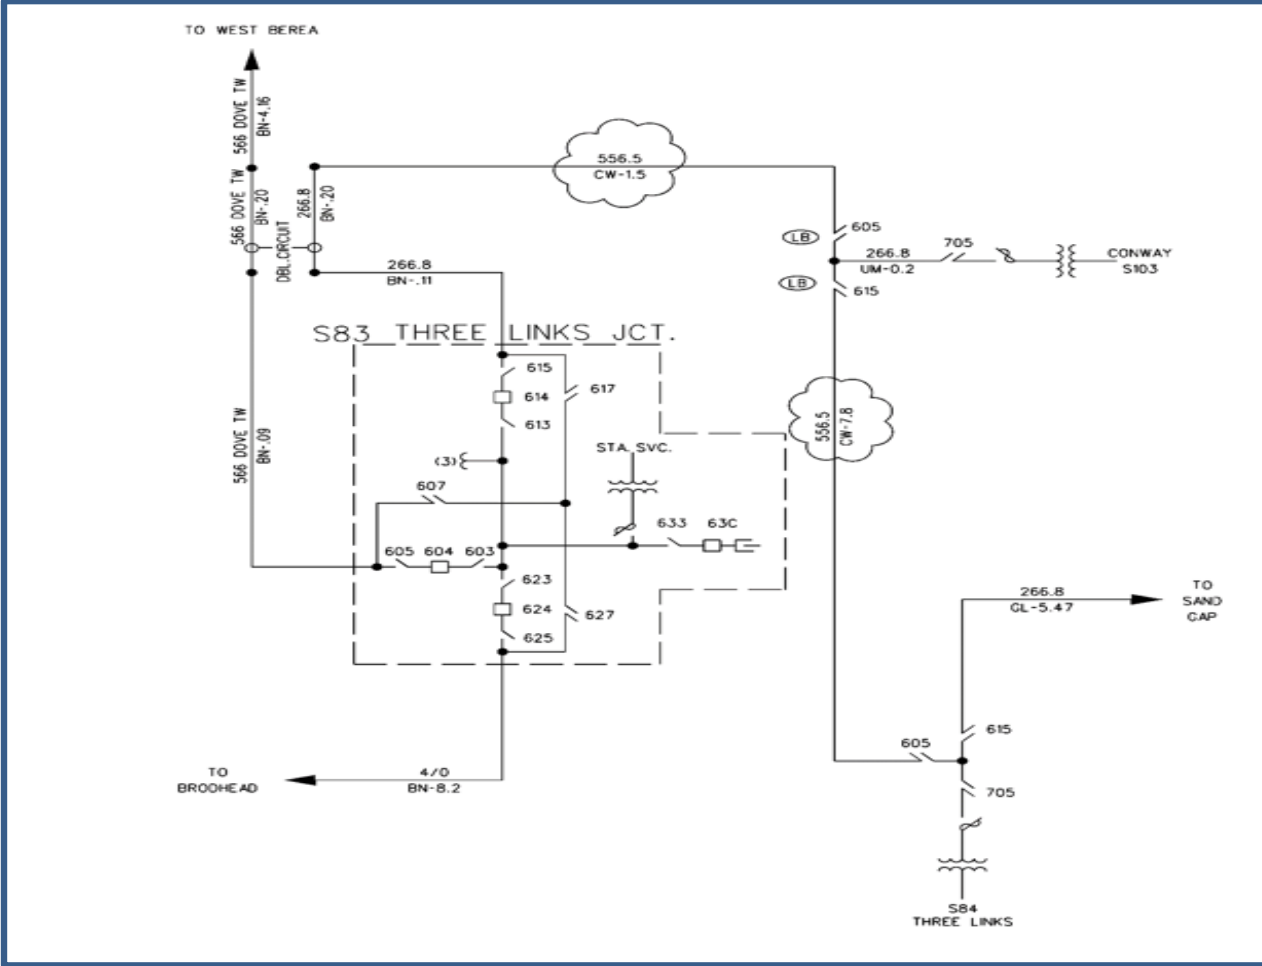 TO WEST BEREA
566 DOVE TW
BN-4.16
566 DOVE TW
BN-.20
266.8
BN-.20
DBL.CIRCUIT
556.5
CW-1.5
LB
605
266.8
UM-0.2
705
CONWAY
S103
LB
615
266.8
BN-.11
S83 THREE LINKS JCT.
615
614
613
617
(3)
STA. SVC.
566 DOVE TW
BN-.09
607
605 604 603
633 63C
623
624
625
627
556.5
CW-7.8
266.8
GL-5.47
TO
SAND
GAP
615
605
705
S84
THREE LINKS
TO
BRODHEAD
4/0
BN-8.2